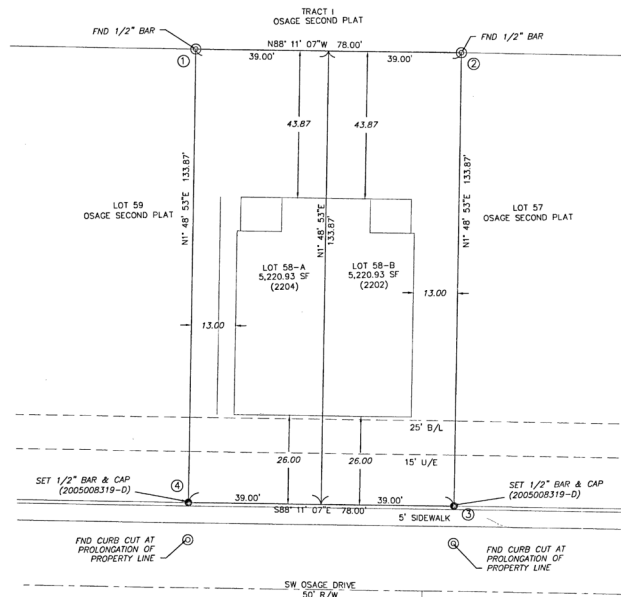 TRACT I
OSAGE SECOND PLAT
FND 1/2" BAR
FND 1/2" BAR
N88° 11' 07"W 78.00'
1
2
39.00'
39.00'
43.87
43.87
N1° 48' 53"E 133.87'
N1° 48' 53"E 133.87'
LOT 59
OSAGE SECOND PLAT
LOT 57
OSAGE SECOND PLAT
N1° 48' 53"E
133.87'
LOT 58-A
5,220.93 SF
(2204)
LOT 58-B
5,220.93 SF
(2202)
13.00
13.00
25' B/L
26.00
26.00
15' U/E
SET 1/2" BAR & CAP
(2005008319-D)
4
SET 1/2" BAR & CAP
(2005008319-D)
39.00'
39.00'
S88° 11' 07"E 78.00'
3
5' SIDEWALK
FND CURB CUT AT
PROLONGATION OF
PROPERTY LINE
FND CURB CUT AT
PROLONGATION OF
PROPERTY LINE
SW OSAGE DRIVE
50' R/W